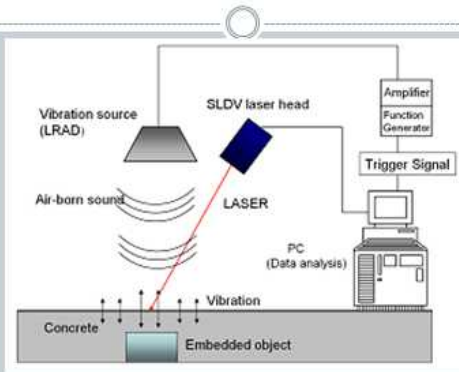 Vibration source
(LRAD)
SLDV laser head
Amplifier
Function
Generator
Trigger Signal
Air-born sound
LASER
PC
(Data analysis)
Vibration
Concrete
Embedded object